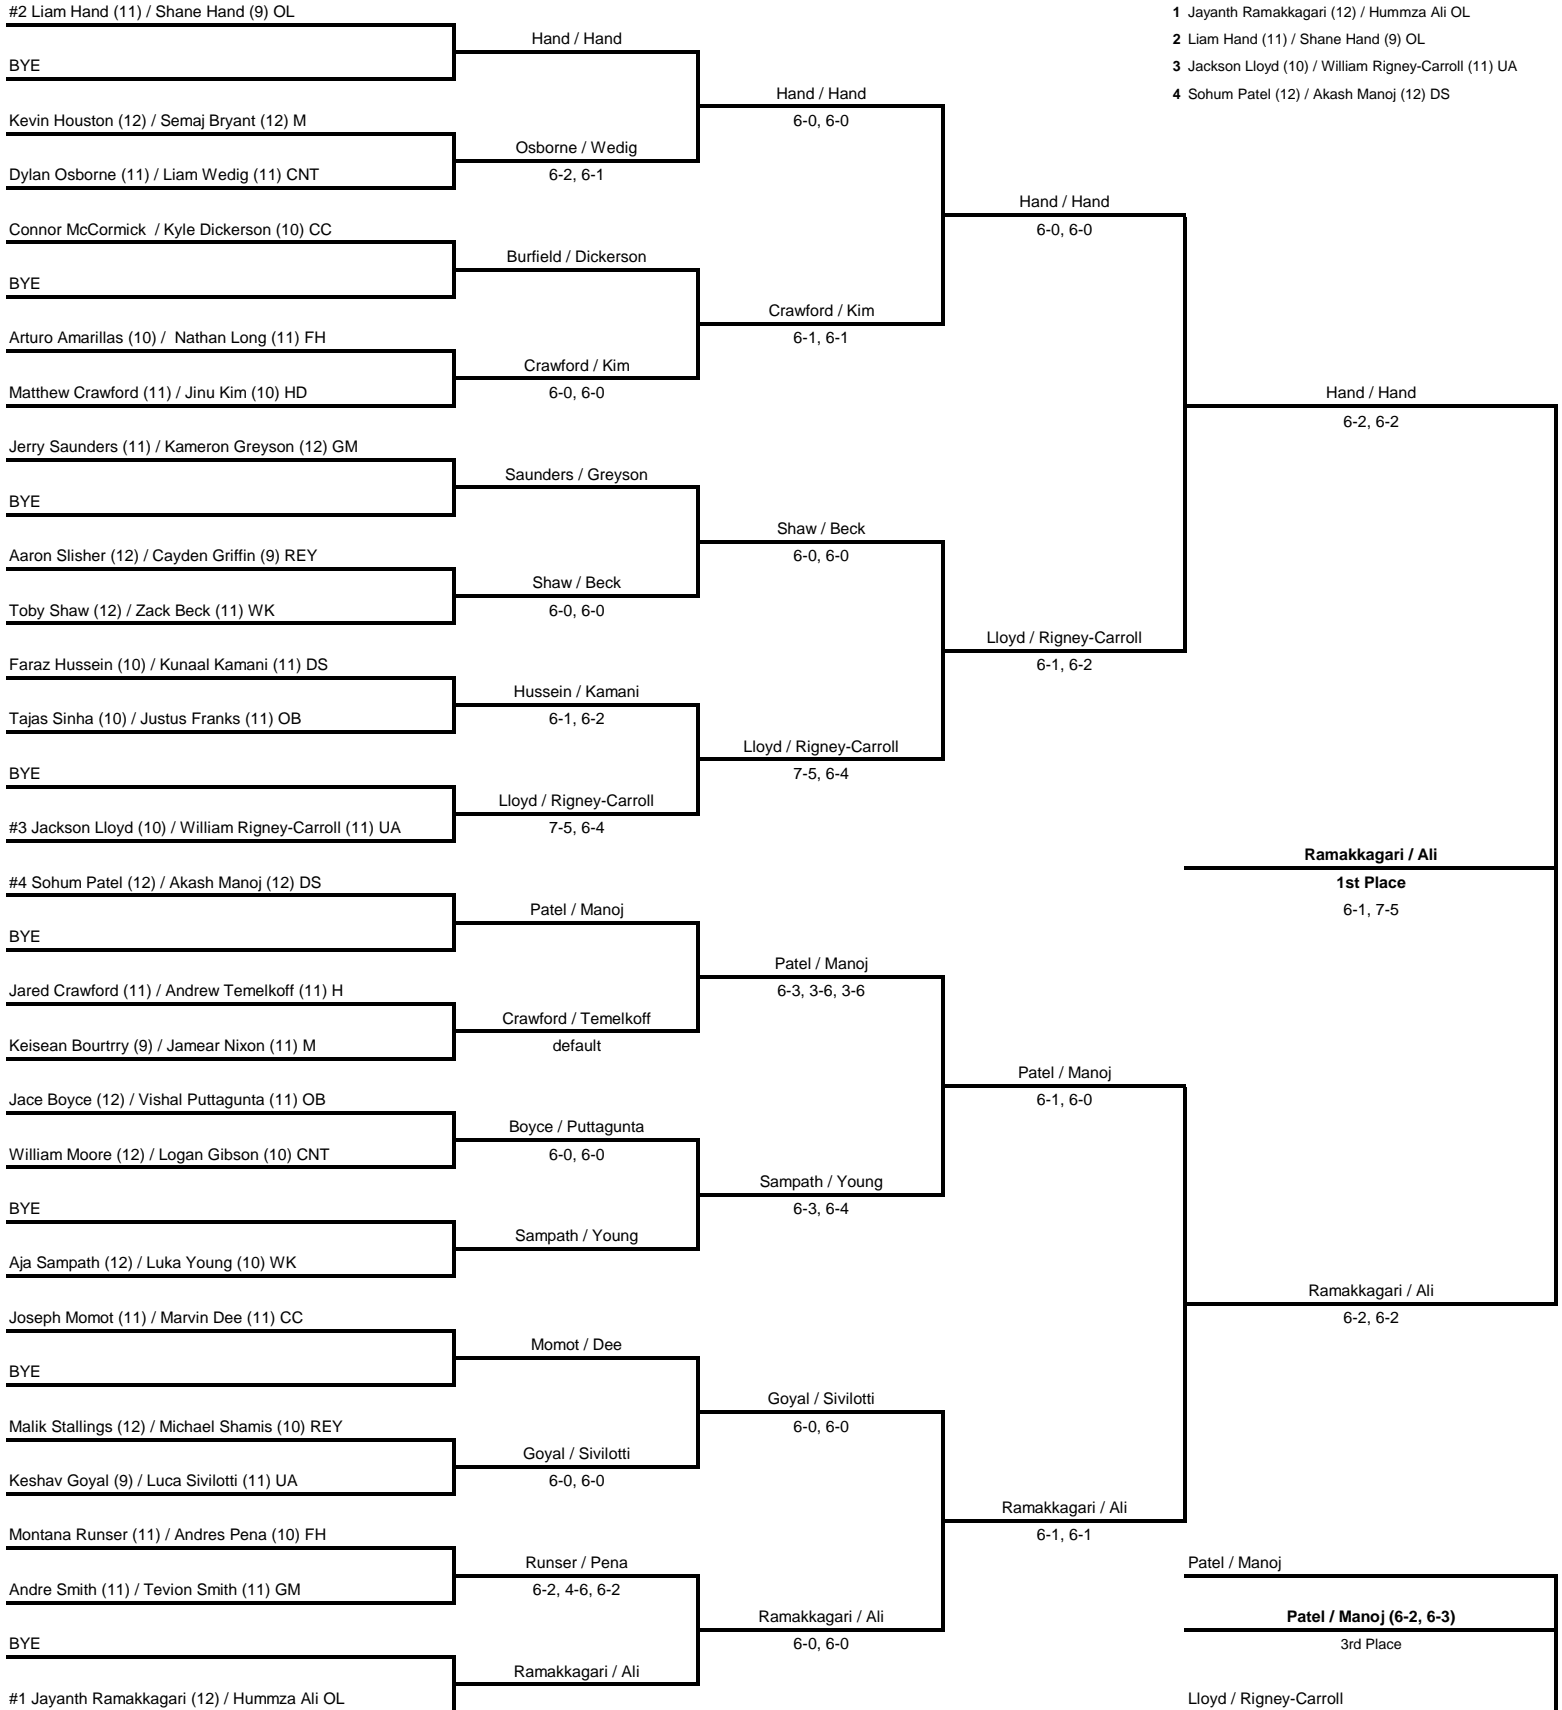 #2 Liam Hand (11) / Shane Hand (9) OL
BYE
Kevin Houston (12) / Semaj Bryant (12) M
Dylan Osborne (11) / Liam Wedig (11) CNT
Connor McCormick / Kyle Dickerson (10) CC
BYE
Arturo Amarillas (10) / Nathan Long (11) FH
Matthew Crawford (11) / Jinu Kim (10) HD
Jerry Saunders (11) / Kameron Greyson (12) GM
BYE
Aaron Slisher (12) / Cayden Griffin (9) REY
Toby Shaw (12) / Zack Beck (11) WK
Faraz Hussein (10) / Kunaal Kamani (11) DS
Tajas Sinha (10) / Justus Franks (11) OB
BYE
#3 Jackson Lloyd (10) / William Rigney-Carroll (11) UA
#4 Sohum Patel (12) / Akash Manoj (12) DS
BYE
Jared Crawford (11) / Andrew Temelkoff (11) H
Keisean Bourtrry (9) / Jamear Nixon (11) M
Jace Boyce (12) / Vishal Puttagunta (11) OB
William Moore (12) / Logan Gibson (10) CNT
BYE
Aja Sampath (12) / Luka Young (10) WK
Joseph Momot (11) / Marvin Dee (11) CC
BYE
Malik Stallings (12) / Michael Shamis (10) REY
Keshav Goyal (9) / Luca Sivilotti (11) UA
Montana Runser (11) / Andres Pena (10) FH
Andre Smith (11) / Tevion Smith (11) GM
BYE
#1 Jayanth Ramakkagari (12) / Hummza Ali OL
Hand / Hand
Osborne / Wedig
6-2, 6-1
Burfield / Dickerson
Crawford / Kim
6-0, 6-0
Saunders / Greyson
Shaw / Beck
6-0, 6-0
Hussein / Kamani
6-1, 6-2
Lloyd / Rigney-Carroll
7-5, 6-4
Patel / Manoj
Crawford / Temelkoff
default
Boyce / Puttagunta
6-0, 6-0
Sampath / Young
Momot / Dee
Goyal / Sivilotti
6-0, 6-0
Runser / Pena
6-2, 4-6, 6-2
Ramakkagari / Ali
Hand / Hand
6-0, 6-0
Crawford / Kim
6-1, 6-1
Shaw / Beck
6-0, 6-0
Lloyd / Rigney-Carroll
7-5, 6-4
Patel / Manoj
6-3, 3-6, 3-6
Sampath / Young
6-3, 6-4
Goyal / Sivilotti
6-0, 6-0
Ramakkagari / Ali
6-0, 6-0
Hand / Hand
6-0, 6-0
Lloyd / Rigney-Carroll
6-1, 6-2
Patel / Manoj
6-1, 6-0
Ramakkagari / Ali
6-1, 6-1
1 Jayanth Ramakkagari (12) / Hummza Ali OL
2 Liam Hand (11) / Shane Hand (9) OL
3 Jackson Lloyd (10) / William Rigney-Carroll (11) UA
4 Sohum Patel (12) / Akash Manoj (12) DS
Hand / Hand
6-2, 6-2
Ramakkagari / Ali
1st Place
6-1, 7-5
Ramakkagari / Ali
6-2, 6-2
Patel / Manoj
Patel / Manoj (6-2, 6-3)
3rd Place
Lloyd / Rigney-Carroll